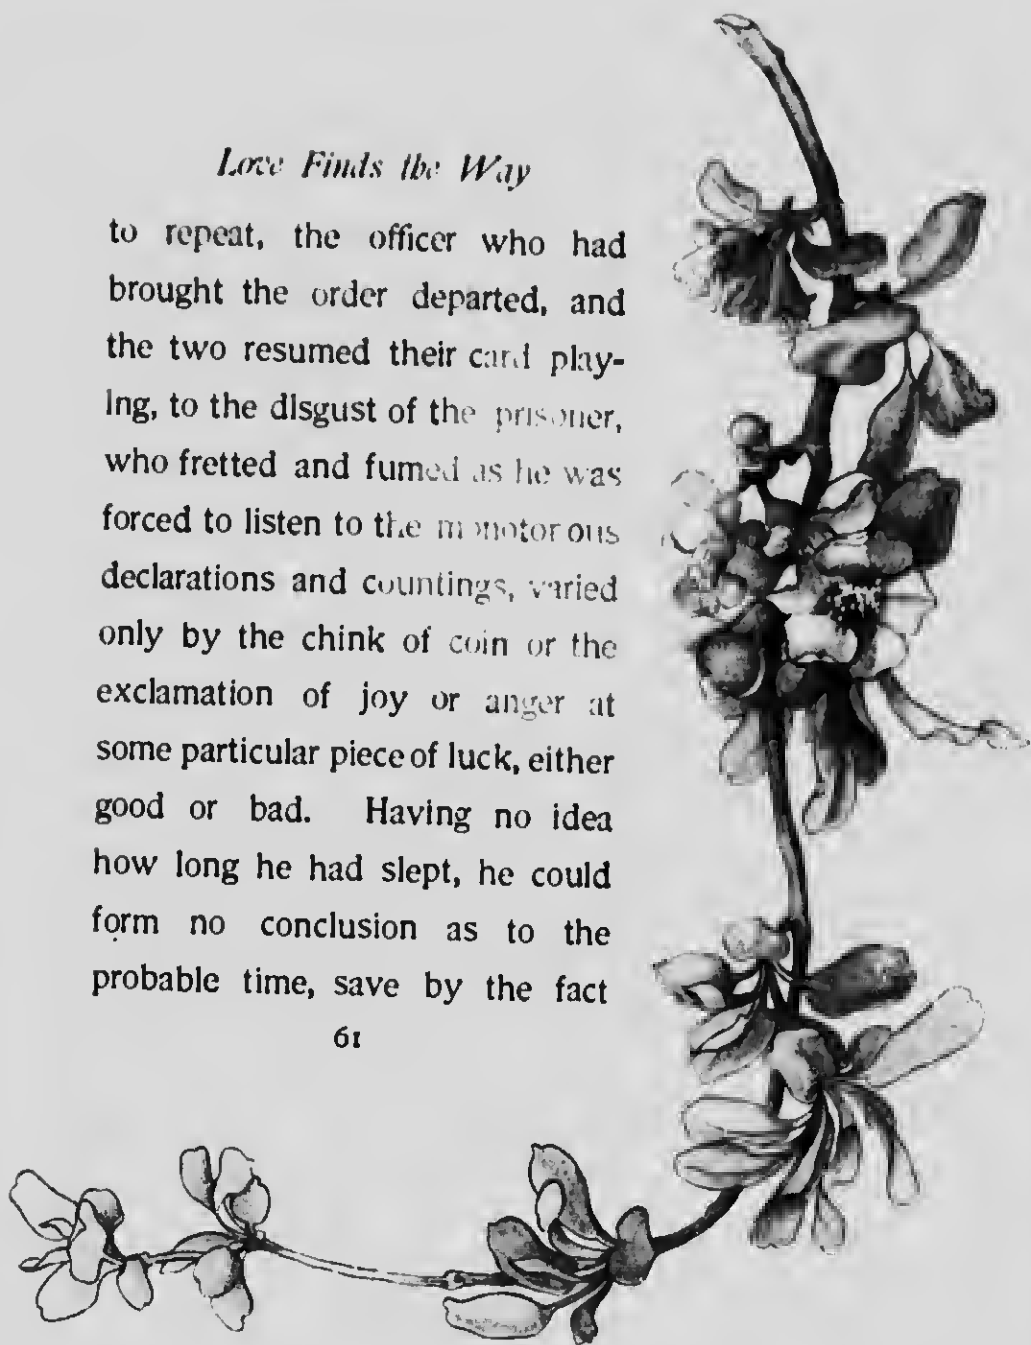 Love Finds the Way
to repeat, the officer who had
brought the order departed, and
the two resumed their card play-
ing, to the disgust of the prisoner,
who fretted and fumed as he was
forced to listen to the monotonous
declarations and countings, varied
only by the chink of coin or the
exclamation of joy or anger at
some particular piece of luck, either
good or bad. Having no idea
how long he had slept, he could
form no conclusion as to the
probable time, save by the fact
61